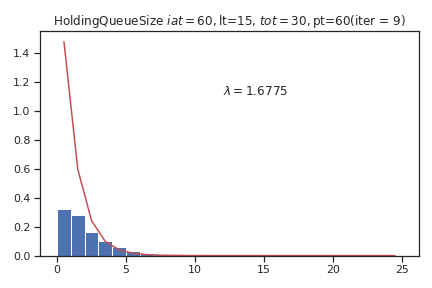 HoldingQueueSize iat = 60, lt=15, tot = 30, pt=60(iter = 9)
λ = 1.6775
1.4
1.2
1.0
0.8
0.6
0.4
0.2
0.0
0 5 10 15 20 25